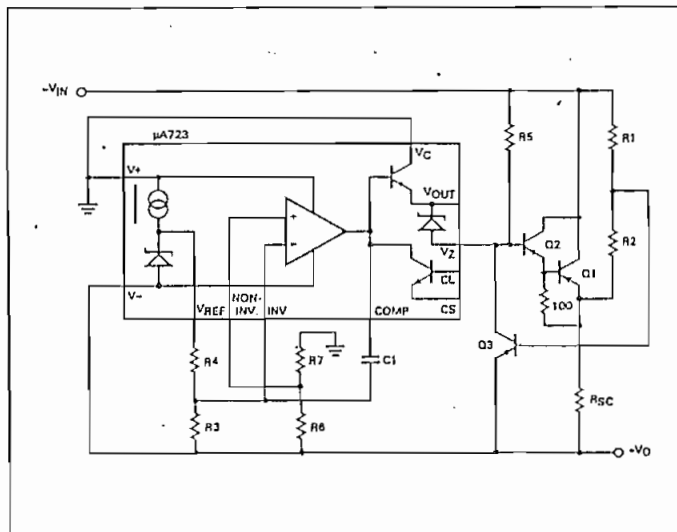 -VIN
µA723
R5
R1
V+
VC
VOUT
VZ
Q2
R2
Q1
100
V-
CL
CS
VREF
NON-
INV.
INV
COMP
R4
R7
C1
Q3
RSC
R3
R6
-VO